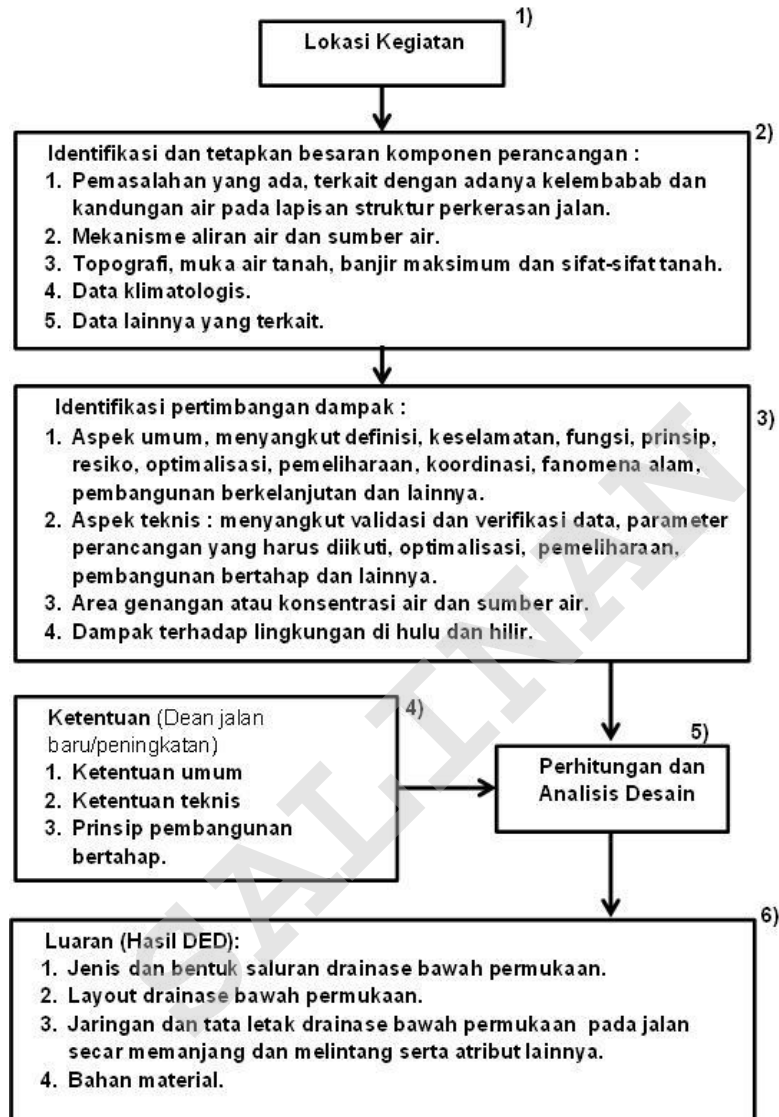 1)
Lokasi Kegiatan
2)
Identifikasi dan tetapkan besaran komponen perancangan :
1. Pemasalahan yang ada, terkait dengan adanya kelembabab dan
kandungan air pada lapisan struktur perkerasan jalan.
2. Mekanisme aliran air dan sumber air.
3. Topografi, muka air tanah, banjir maksimum dan sifat-sifat tanah.
4. Data klimatologis.
5. Data lainnya yang terkait.
3)
Identifikasi pertimbangan dampak :
1. Aspek umum, menyangkut definisi, keselamatan, fungsi, prinsip,
resiko, optimalisasi, pemeliharaan, koordinasi, fanomena alam,
pembangunan berkelanjutan dan lainnya.
2. Aspek teknis : menyangkut validasi dan verifikasi data, parameter
perancangan yang harus diikuti, optimalisasi, pemeliharaan,
pembangunan bertahap dan lainnya.
3. Area genangan atau konsentrasi air dan sumber air.
4. Dampak terhadap lingkungan di hulu dan hilir.
4)
Ketentuan (Dean jalan
baru/peningkatan)
1. Ketentuan umum
2. Ketentuan teknis
3. Prinsip pembangunan
bertahap.
5)
Perhitungan dan
Analisis Desain
6)
Luaran (Hasil DED):
1. Jenis dan bentuk saluran drainase bawah permukaan.
2. Layout drainase bawah permukaan.
3. Jaringan dan tata letak drainase bawah permukaan pada jalan
secar memanjang dan melintang serta atribut lainnya.
4. Bahan material.
SALINAN